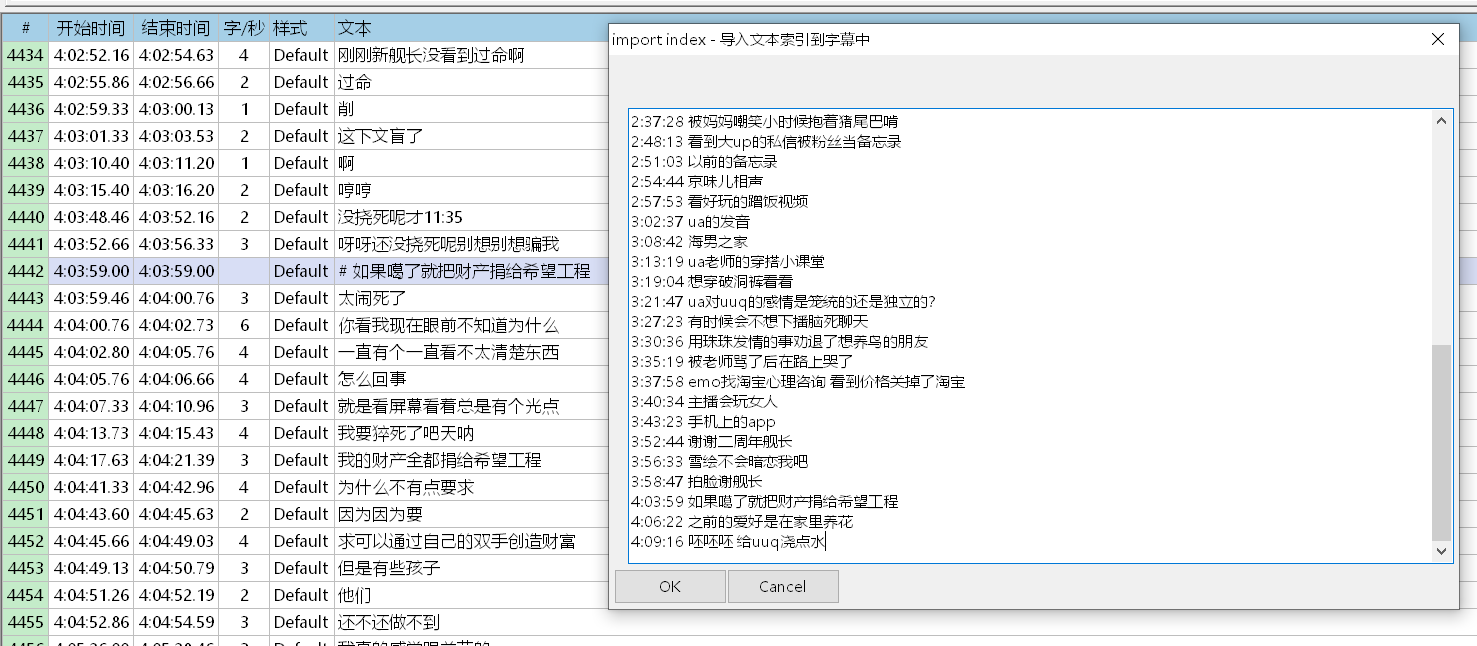 # 开始时间 结束时间 字/秒 样式 文本
4434 4:02:52.16 4:02:54.63 4 Default 刚刚新舰长没看到过命啊
4435 4:02:55.86 4:02:56.66 2 Default 过命
4436 4:02:59.33 4:03:00.13 1 Default 削
4437 4:03:01.33 4:03:03.53 2 Default 这下文盲了
4438 4:03:10.40 4:03:11.20 1 Default 啊
4439 4:03:15.40 4:03:16.20 2 Default 哼哼
4440 4:03:48.46 4:03:52.16 2 Default 没挠死呢才11:35
4441 4:03:52.66 4:03:56.33 3 Default 呀呀还没挠死呢别想别想骗我
4442 4:03:59.00 4:03:59.00 Default # 如果噶了就把财产捐给希望工程
4443 4:03:59.46 4:04:00.76 3 Default 太闹死了
4444 4:04:00.76 4:04:02.73 6 Default 你看我现在眼前不知道为什么
4445 4:04:02.80 4:04:05.76 4 Default 一直有个一直看不太清楚东西
4446 4:04:05.76 4:04:06.66 4 Default 怎么回事
4447 4:04:07.33 4:04:10.96 3 Default 就是看屏幕看着总是有个光点
4448 4:04:13.73 4:04:15.43 4 Default 我要猝死了吧天呐
4449 4:04:17.63 4:04:21.39 3 Default 我的财产全都捐给希望工程
4450 4:04:41.33 4:04:42.96 4 Default 为什么不有点要求
4451 4:04:43.60 4:04:45.63 2 Default 因为因为要
4452 4:04:45.66 4:04:49.03 4 Default 求可以通过自己的双手创造财富
4453 4:04:49.13 4:04:50.79 3 Default 但是有些孩子
4454 4:04:51.26 4:04:52.19 2 Default 他们
4455 4:04:52.86 4:04:54.59 3 Default 还不还做不到
import index - 导入文本索引到字幕中
2:37:28 被妈妈嘲笑小时候抱着猪尾巴啃
2:48:13 看到大up的私信被粉丝当备忘录
2:51:03 以前的备忘录
2:54:44 京味儿相声
2:57:53 看好玩的蹭饭视频
3:02:37 ua的发音
3:08:42 海男之家
3:13:19 ua老师的穿搭小课堂
3:19:04 想穿破洞裤看看
3:21:47 ua对uuq的感情是笼统的还是独立的?
3:27:23 有时候会不想下播脑死聊天
3:30:36 用珠珠发情的事劝退了想养鸟的朋友
3:35:19 被老师骂了后在路上哭了
3:37:58 emo找淘宝心理咨询 看到价格关掉了淘宝
3:40:34 主播会玩女人
3:43:23 手机上的app
3:52:44 谢谢二周年舰长
3:56:33 雪绘不会暗恋我吧
3:58:47 拍脸谢舰长
4:03:59 如果噶了就把财产捐给希望工程
4:06:22 之前的爱好是在家里养花
4:09:16 呸呸呸 给uuq浇点水
OK Cancel